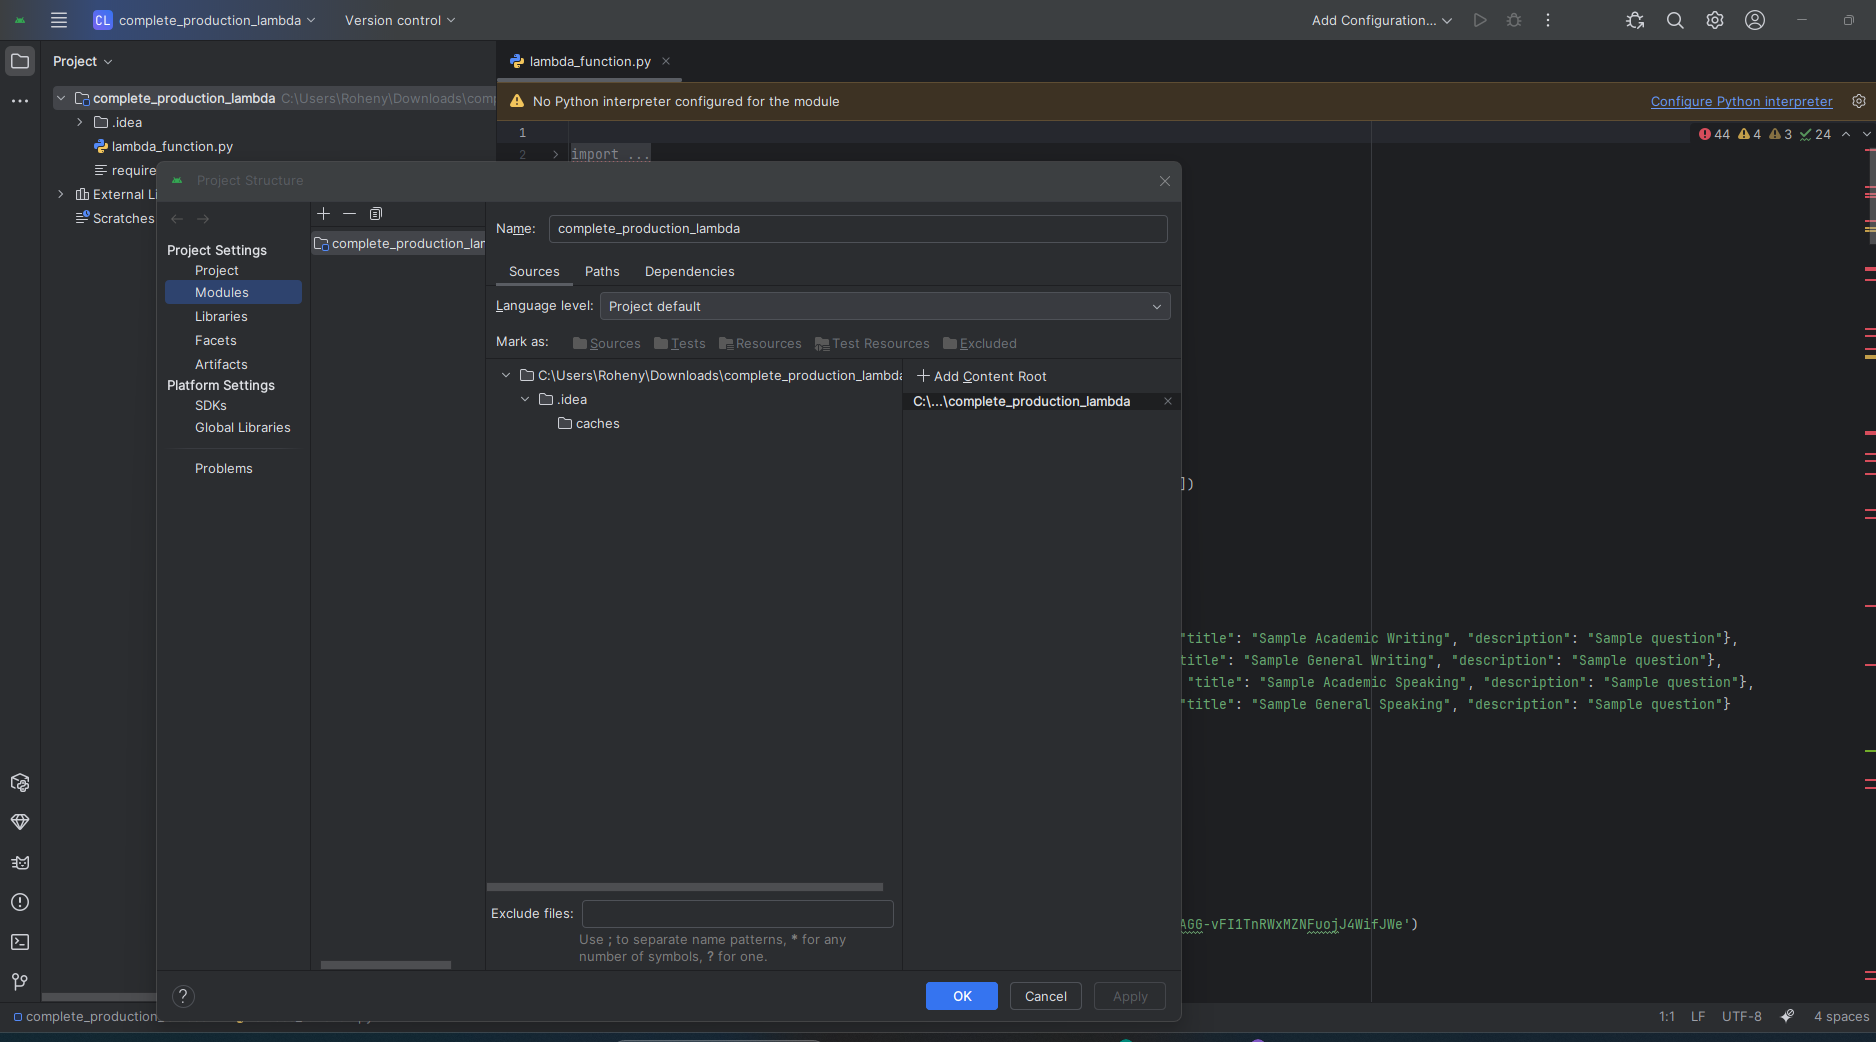 CL complete_production_lambda Version control Add Configuration...
Project
lambda_function.py
complete_production_lambda C:\Users\Roheny\Downloads\comp
No Python interpreter configured for the module Configure Python interpreter
.idea
1 44 4 3 24
lambda_function.py
2 import ...
require
Project Structure
External Li
Scratches
Name: complete_production_lambda
Project Settings
complete_production_lar
Project
Sources Paths Dependencies
Modules
Language level: Project default
Libraries
Facets
Mark as: Sources Tests Resources Test Resources Excluded
Artifacts
C:\Users\Roheny\Downloads\complete_production_lambda
Add Content Root
Platform Settings
.idea
C:\...\complete_production_lambda
SDKs
caches
Global Libraries
Problems
])
"title": "Sample Academic Writing", "description": "Sample question"},
title": "Sample General Writing", "description": "Sample question"},
"title": "Sample Academic Speaking", "description": "Sample question"},
"title": "Sample General Speaking", "description": "Sample question"}
Exclude files:
AGG-vFI1TnRWxMZNFuojJ4WifJWe')
Use ; to separate name patterns, * for any
number of symbols, ? for one.
? OK Cancel Apply
complete_production_ 1:1 LF UTF-8 4 spaces